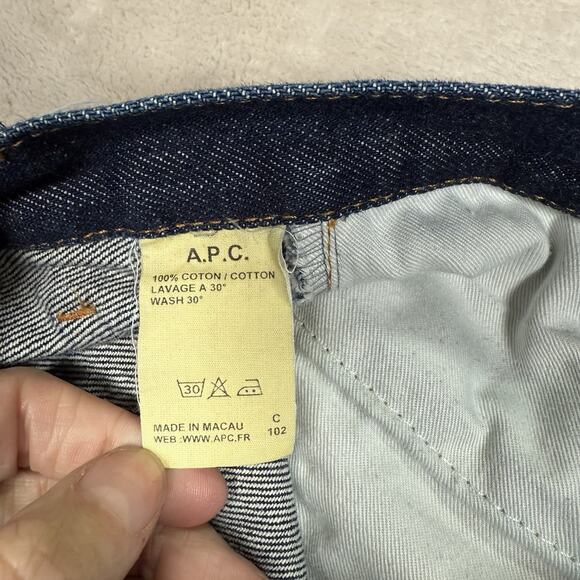 A.P.C.
100% COTON / COTTON
LAVAGE A 30°
WASH 30°
30
MADE IN MACAU C
WEB :WWW.APC.FR 102